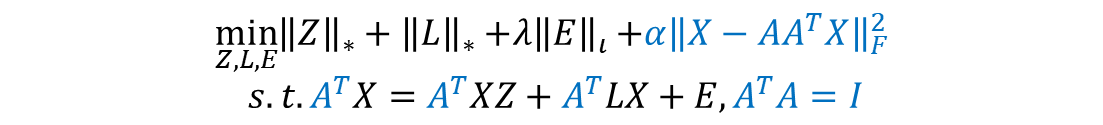 min_{Z,L,E} ‖Z‖_* + ‖L‖_* +λ‖E‖_ι +α‖X − AA^T X‖_F^2
s. t. A^T X = A^T XZ + A^T LX + E, A^T A = I